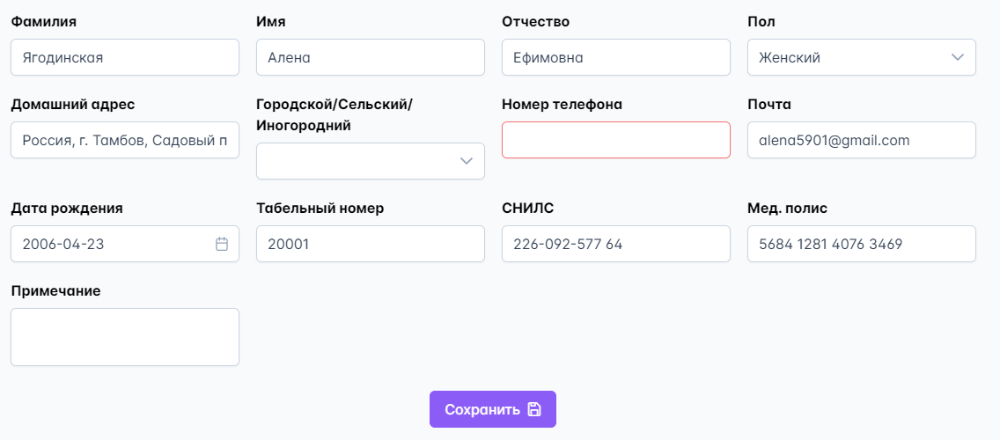 Фамилия
Имя
Отчество
Пол
Ягодинская
Алена
Ефимовна
Женский
Домашний адрес
Городской/Сельский/
Иногородний
Номер телефона
Почта
Россия, г. Тамбов, Садовый п
alena5901@gmail.com
Дата рождения
Табельный номер
СНИЛС
Мед. полис
2006-04-23
20001
226-092-577 64
5684 1281 4076 3469
Примечание
Сохранить